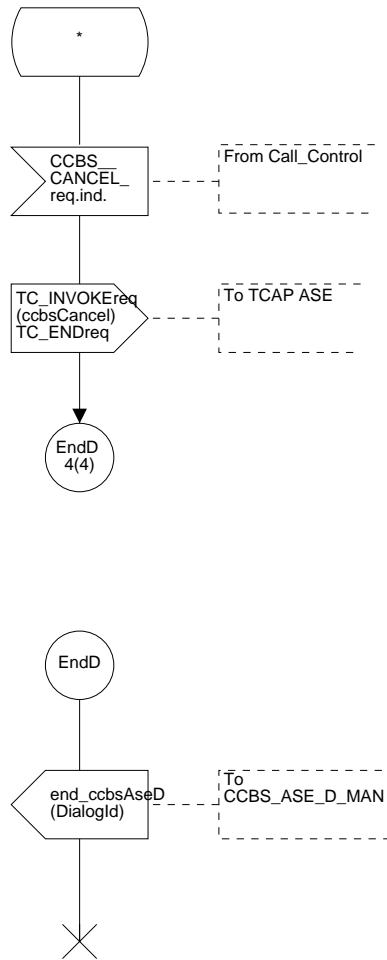 *
CCBS__
CANCEL_
req.ind.
From Call_Control
TC_INVOKEreq
(ccbsCancel)
TC_ENDreq
To TCAP ASE
EndD
4(4)
EndD
end_ccbsAseD
(DialogId)
To
CCBS_ASE_D_MAN